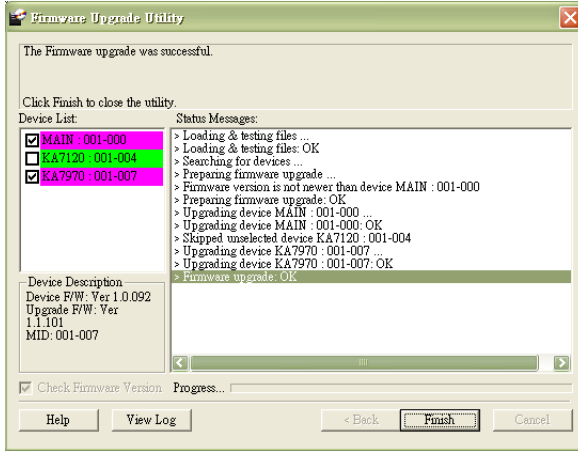 Firmware Upgrade Utility
The Firmware upgrade was successful.
Click Finish to close the utility.
Device List:
Status Messages:
MAIN : 001-000
KA7120 : 001-004
KA7970 : 001-007
> Loading & testing files ...
> Loading & testing files: OK
> Searching for devices ...
> Preparing firmware upgrade ...
> Firmware version is not newer than device MAIN : 001-000
> Preparing firmware upgrade: OK
> Upgrading device MAIN : 001-000 ...
> Upgrading device MAIN : 001-000: OK
> Skipped unselected device KA7120 : 001-004
> Upgrading device KA7970 : 001-007 ...
> Upgrading device KA7970 : 001-007: OK
> Firmware upgrade: OK
Device Description
Device F/W: Ver 1.0.092
Upgrade F/W: Ver
1.1.101
MID: 001-007
Check Firmware Version
Progress...
Help
View Log
< Back
Finish
Cancel